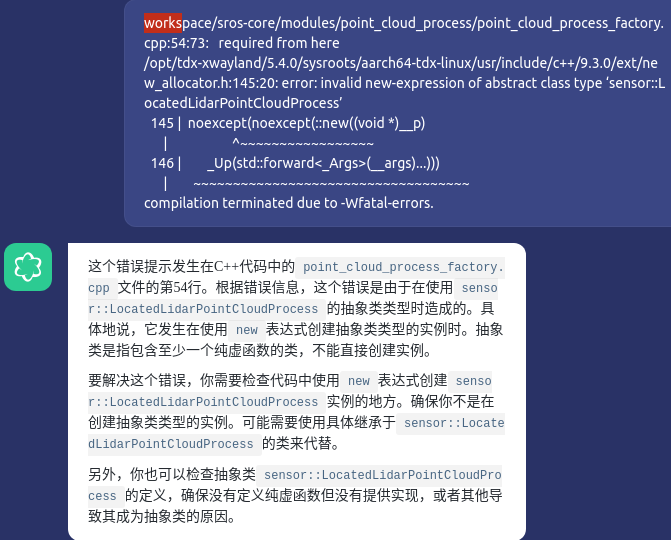 workspace/sros-core/modules/point_cloud_process/point_cloud_process_factory.
cpp:54:73:   required from here
/opt/tdx-xwayland/5.4.0/sysroots/aarch64-tdx-linux/usr/include/c++/9.3.0/ext/ne
w_allocator.h:145:20: error: invalid new-expression of abstract class type ‘sensor::L
ocatedLidarPointCloudProcess’
145 |  noexcept(noexcept(::new((void *)__p)
|                 ^~~~~~~~~~~~~~~~~~
146 |        _Up(std::forward<_Args>(__args)...)))
|        ~~~~~~~~~~~~~~~~~~~~~~~~~~~~~~~~~~~
compilation terminated due to -Wfatal-errors.
这个错误提示发生在C++代码中的 point_cloud_process_factory.
cpp 文件的第54行。根据错误信息，这个错误是由于在使用 senso
r::LocatedLidarPointCloudProcess 的抽象类类型时造成的。具
体地说，它发生在使用 new 表达式创建抽象类类型的实例时。抽象
类是指包含至少一个纯虚函数的类，不能直接创建实例。
要解决这个错误，你需要检查代码中使用 new 表达式创建 senso
r::LocatedLidarPointCloudProcess 实例的地方。确保你不是在
创建抽象类类型的实例。可能需要使用具体继承于 sensor::Locate
dLidarPointCloudProcess 的类来代替。
另外，你也可以检查抽象类 sensor::LocatedLidarPointCloudPro
cess 的定义，确保没有定义纯虚函数但没有提供实现，或者其他导
致其成为抽象类的原因。